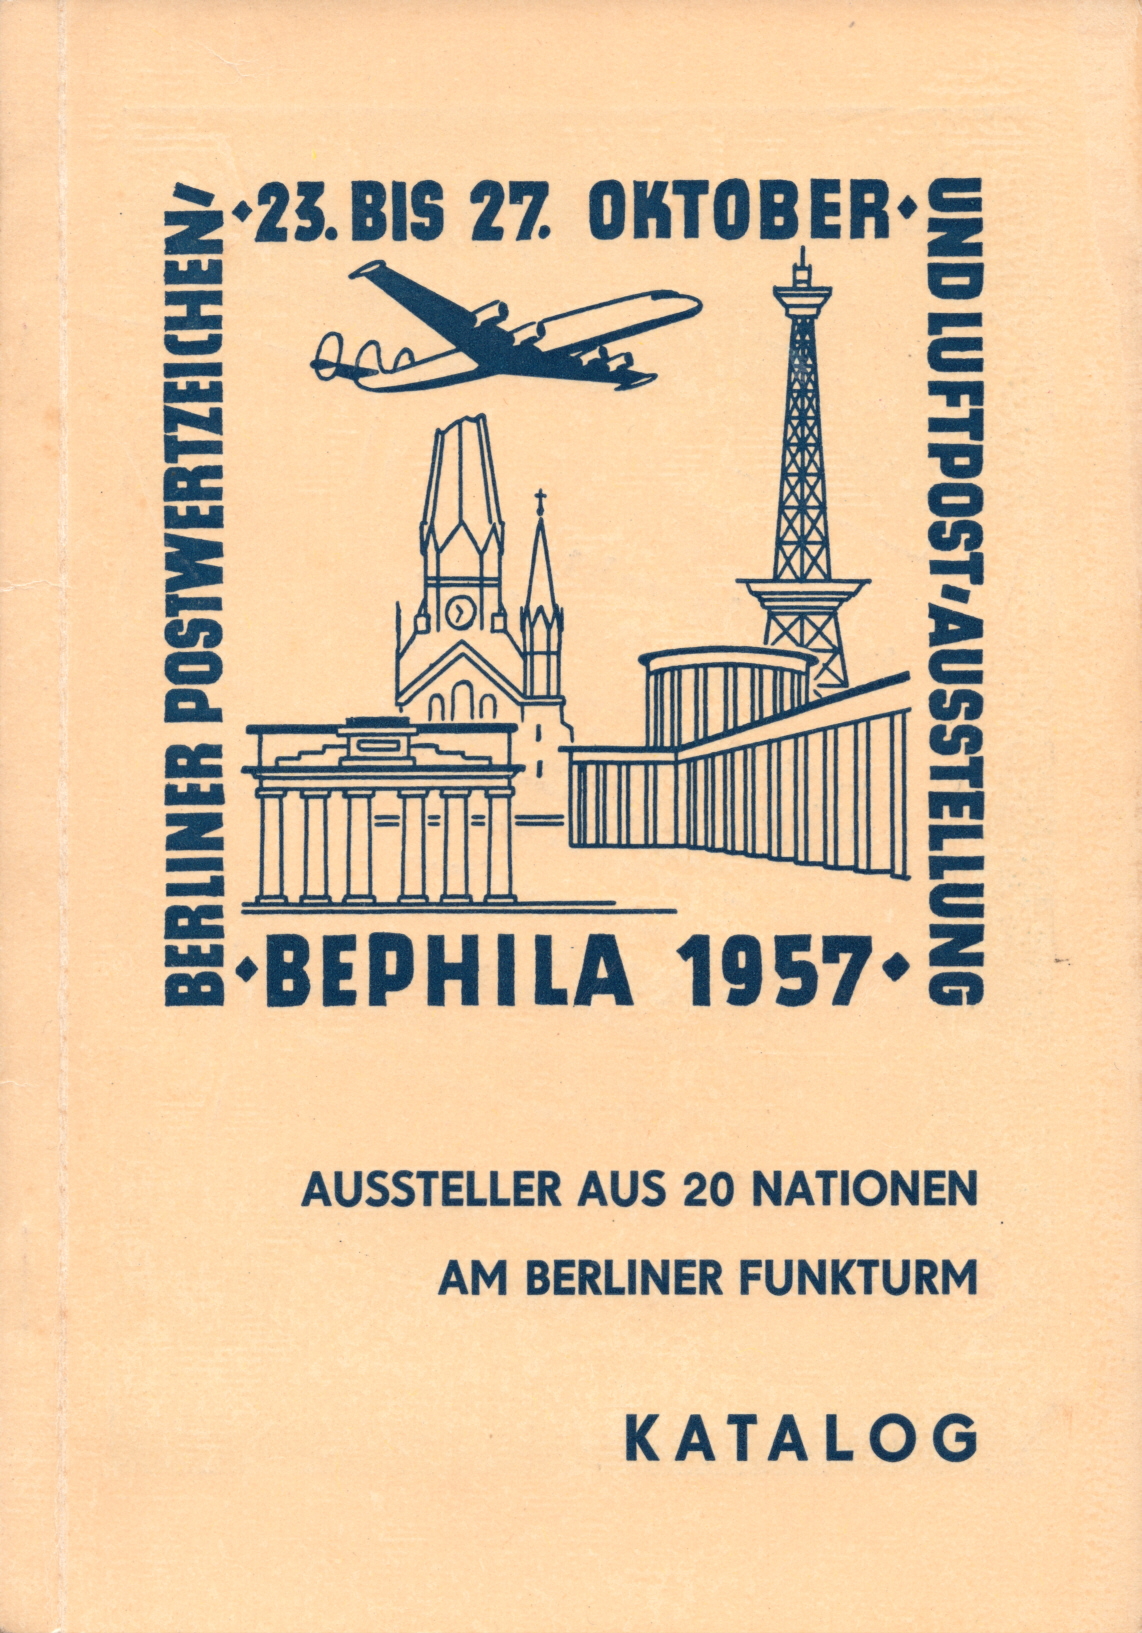 23. BIS 27. OKTOBER
BERLINER POSTWERTZEICHEN-
UND LUFTPOST-AUSSTELLUNG
BEPHILA 1957
AUSSTELLER AUS 20 NATIONEN
AM BERLINER FUNKTURM
KATALOG